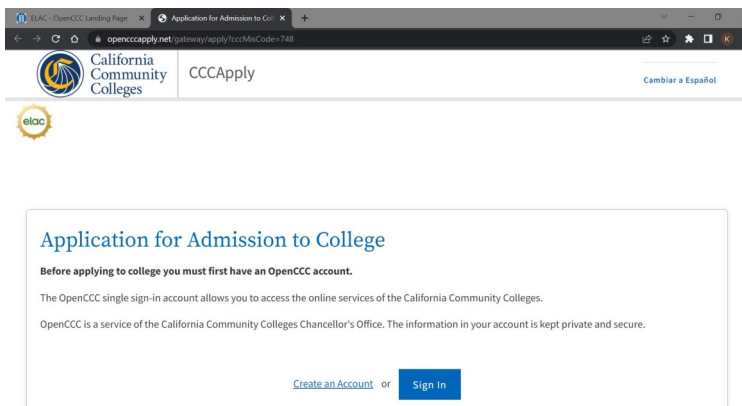 ELAC - OpenCCC Landing Page
Application for Admission to Coll
opencccapply.net/gateway/apply?cccMisCode=748
K
California
Community
Colleges
CCCApply
Cambiar a Español
elac
Application for Admission to College
Before applying to college you must first have an OpenCCC account.
The OpenCCC single sign-in account allows you to access the online services of the California Community Colleges.
OpenCCC is a service of the California Community Colleges Chancellor's Office. The information in your account is kept private and secure.
Create an Account or Sign In